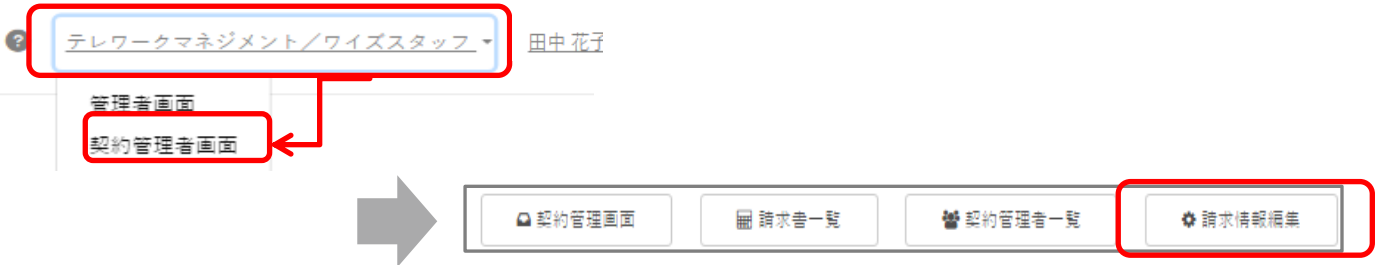 テレワークマネジメント／ワイズスタッフ 田中 花子
管理者画面
契約管理者画面
契約管理画面 請求書一覧 契約管理者一覧 請求情報編集